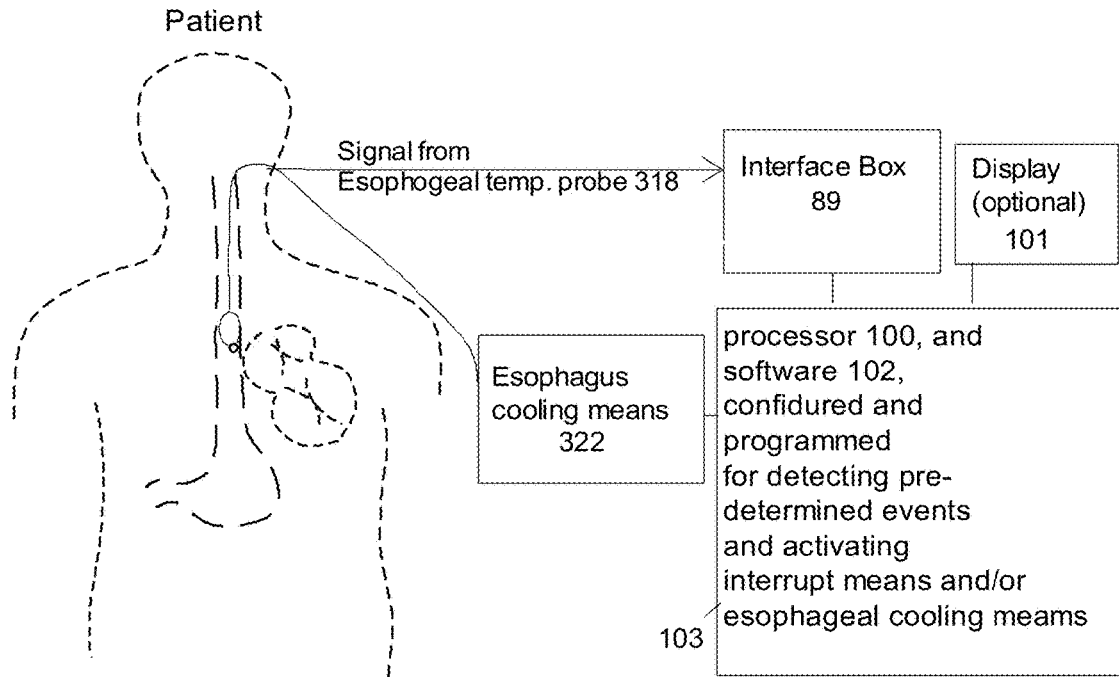 Patient
Signal from
Esophogeal temp. probe 318
Interface Box
89
Display
(optional)
101
Esophagus
cooling means
322
processor 100, and
software 102,
confidured and
programmed
for detecting pre-
determined events
and activating
interrupt means and/or
esophageal cooling meams
103